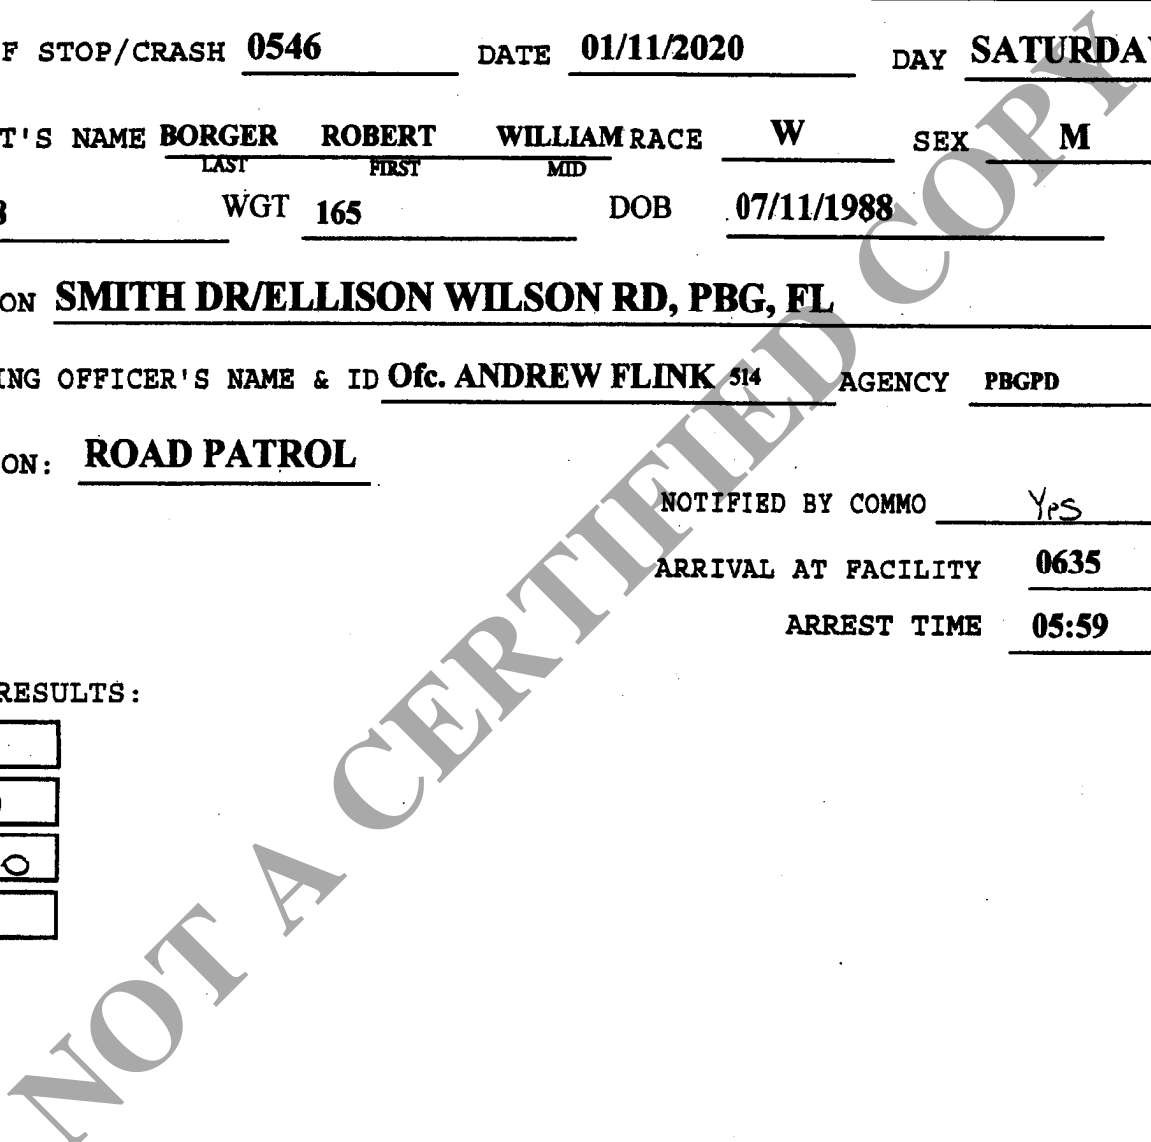 F STOP/CRASH 0546 DATE 01/11/2020 DAY SATURDAY
T'S NAME BORGER ROBERT WILLIAM RACE W SEX M
LAST FIRST MID
WGT 165 DOB 07/11/1988
ON SMITH DR/ELLISON WILSON RD, PBG, FL
ING OFFICER'S NAME & ID Ofc. ANDREW FLINK 514 AGENCY PBGPD
ON: ROAD PATROL
NOTIFIED BY COMMO Yes
ARRIVAL AT FACILITY 0635
ARREST TIME 05:59
RESULTS:
0
NOT A CERTIFIED COPY